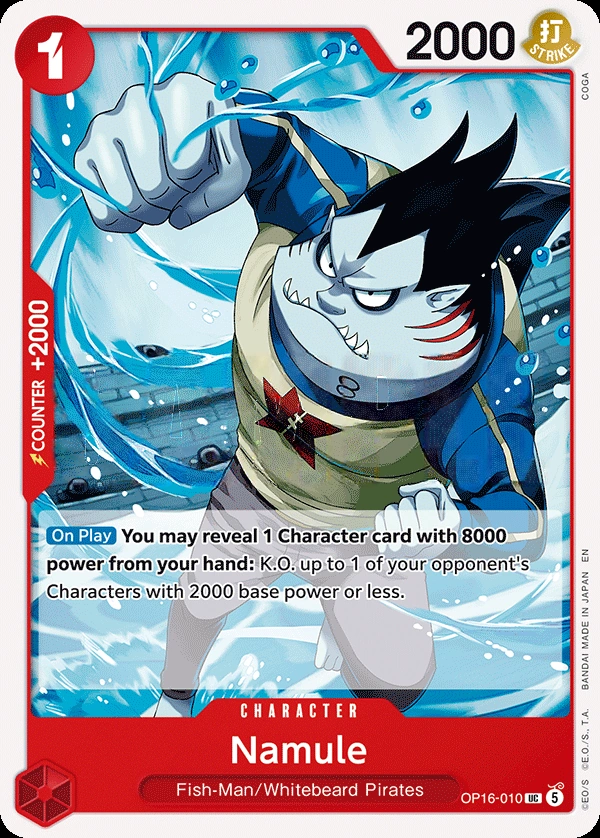 1
2000
打
STRIKE
COGA
COUNTER +2000
On Play You may reveal 1 Character card with 8000
power from your hand: K.O. up to 1 of your opponent's
Characters with 2000 base power or less.
CHARACTER
Namule
Fish-Man/Whitebeard Pirates
OP16-010 UC 5
©E/S ©E.O./S., T.A. BANDAI MADE IN JAPAN EN